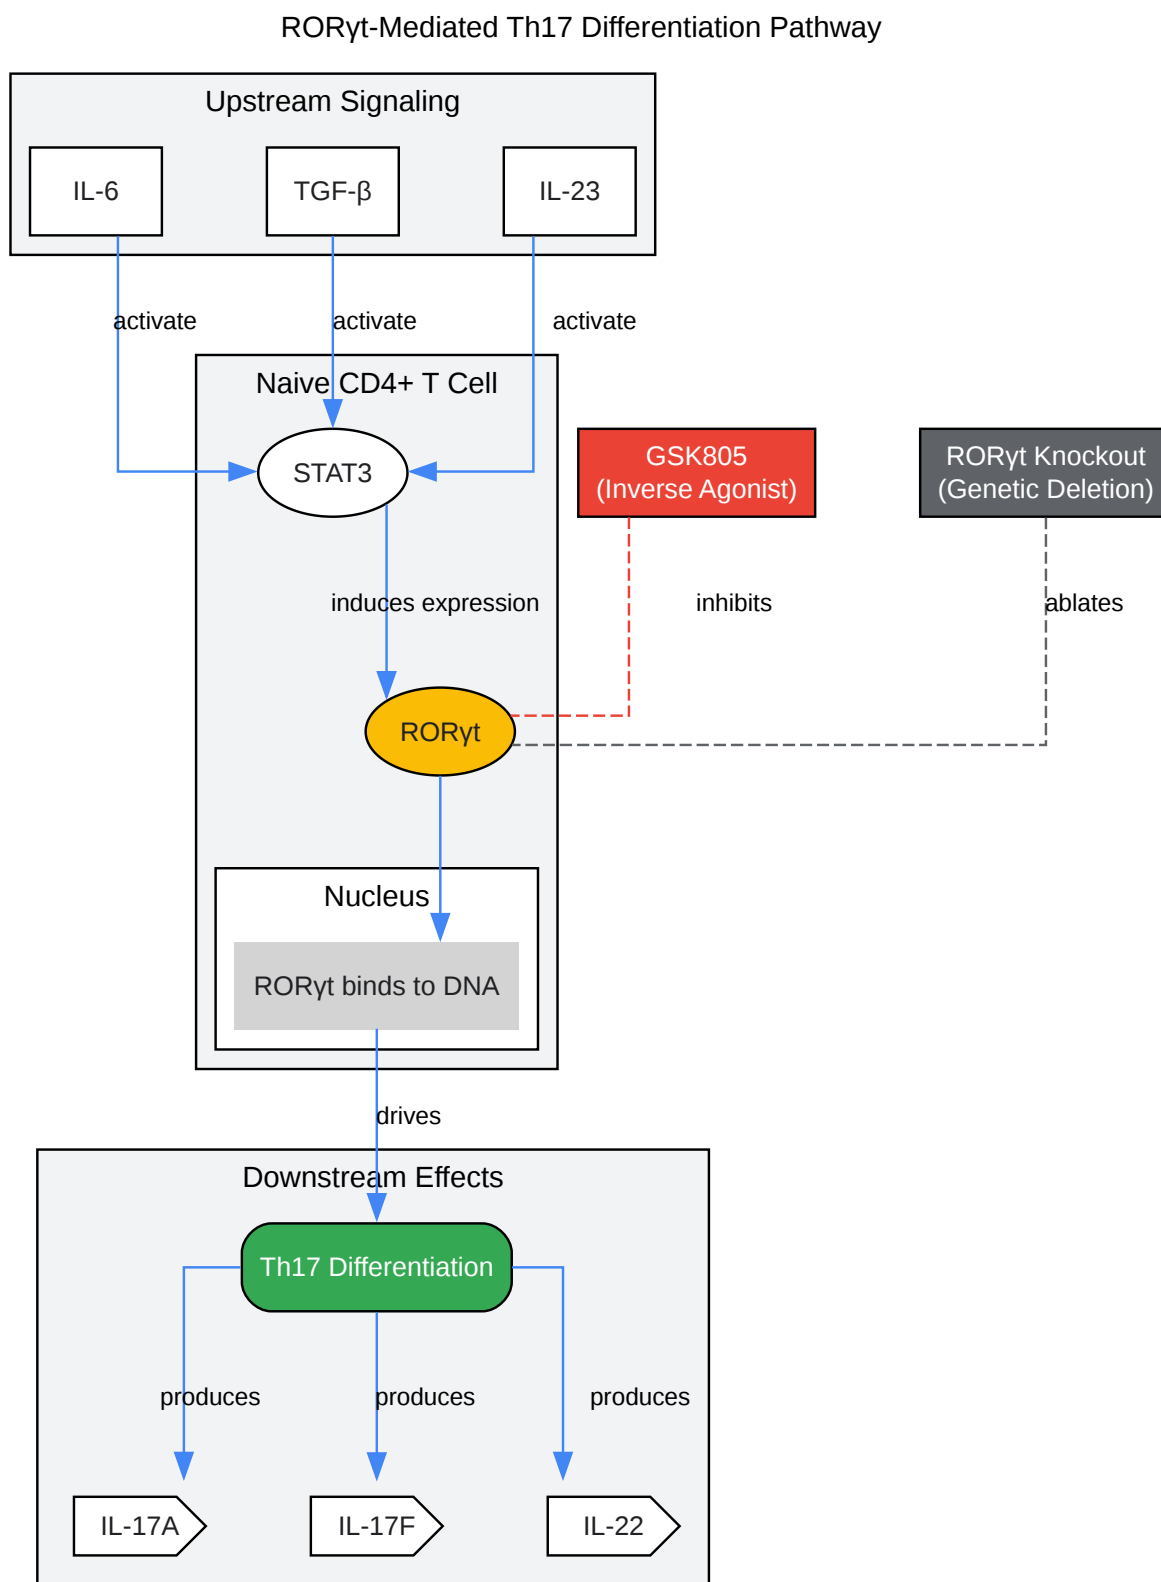 RORγt-Mediated Th17 Differentiation Pathway
Upstream Signaling
IL-6
TGF-β
IL-23
activate
activate
activate
Naive CD4+ T Cell
STAT3
GSK805
(Inverse Agonist)
RORγt Knockout
(Genetic Deletion)
induces expression
inhibits
ablates
RORγt
Nucleus
RORγt binds to DNA
drives
Downstream Effects
Th17 Differentiation
produces
produces
produces
IL-17A
IL-17F
IL-22